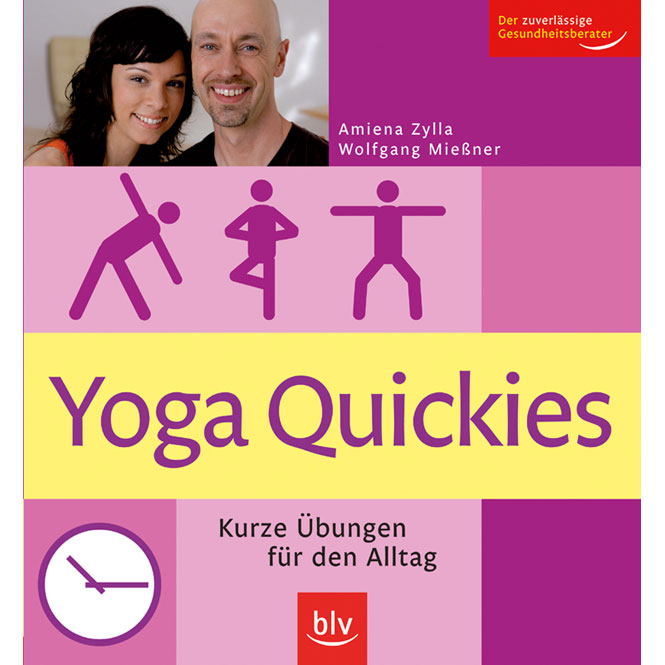 Der zuverlässige
Gesundheitsberater
Amiena Zylla
Wolfgang Mießner
Yoga Quickies
Kurze Übungen
für den Alltag
blv